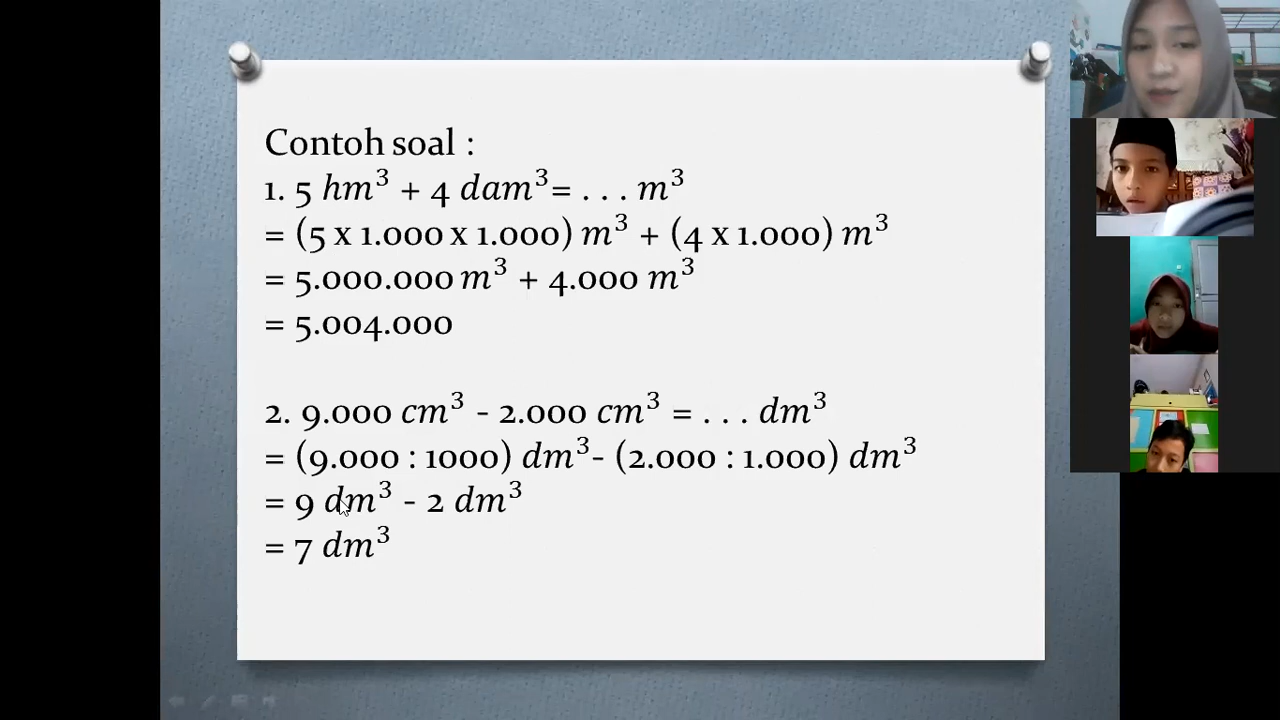 Contoh soal :
1. 5 hm³ + 4 dam³= . . . m³
= (5 x 1.000 x 1.000) m³ + (4 x 1.000) m³
= 5.000.000 m³ + 4.000 m³
= 5.004.000
2. 9.000 cm³ - 2.000 cm³ = . . . dm³
= (9.000 : 1000) dm³- (2.000 : 1.000) dm³
= 9 dm³ - 2 dm³
= 7 dm³